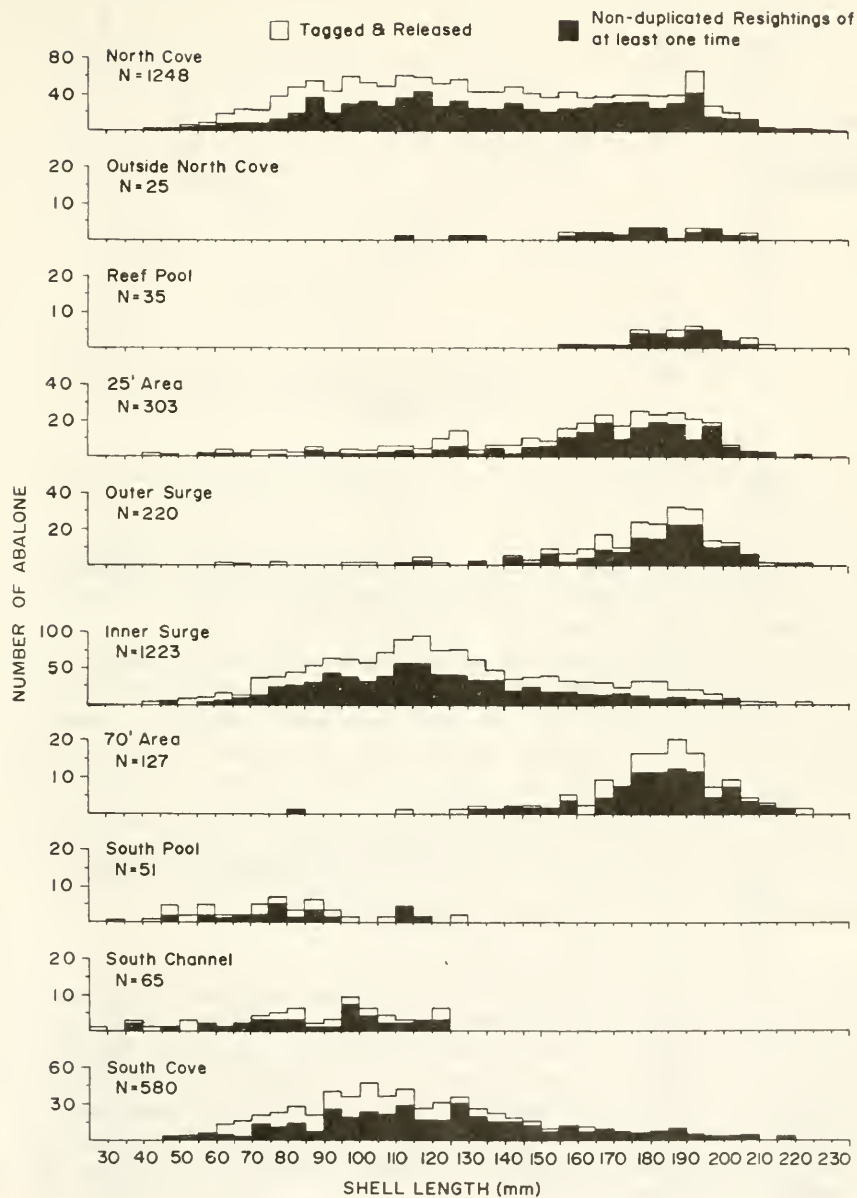 Tagged & Released
Non-duplicated Resightings of
at least one time
North Cove
N=1248
80
40
Outside North Cove
N=25
20
10
Reef Pool
N=35
20
10
25' Area
N=303
40
20
Outer Surge
N=220
40
20
Inner Surge
N=1223
100
50
70' Area
N=127
20
10
South Pool
N=51
20
10
South Channel
N=65
20
10
South Cove
N=580
60
30
NUMBER OF ABALONE
30 40 50 60 70 80 90 100 110 120 130 140 150 160 170 180 190 200 210 220 230
SHELL LENGTH (mm)